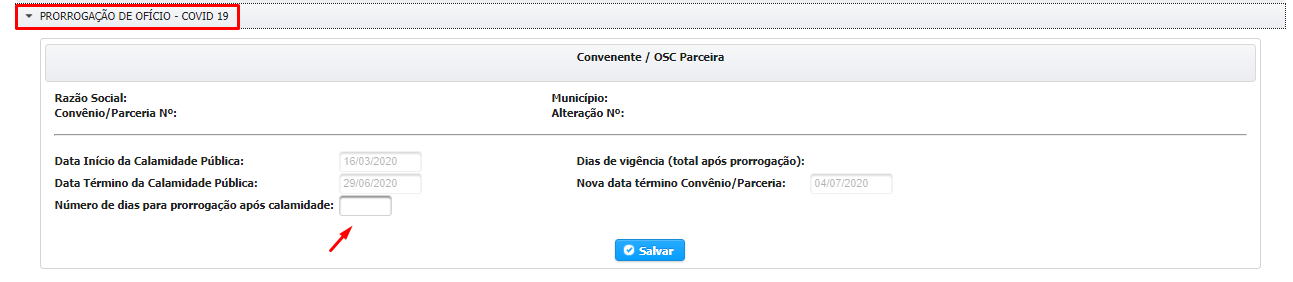 PRORROGAÇÃO DE OFÍCIO - COVID 19
Convenente / OSC Parceira
Razão Social:
Município:
Convênio/Parceria Nº:
Alteração Nº:
Data Início da Calamidade Pública: 16/03/2020
Dias de vigência (total após prorrogação):
Data Término da Calamidade Pública: 29/06/2020
Nova data término Convênio/Parceria: 04/07/2020
Número de dias para prorrogação após calamidade:
Salvar